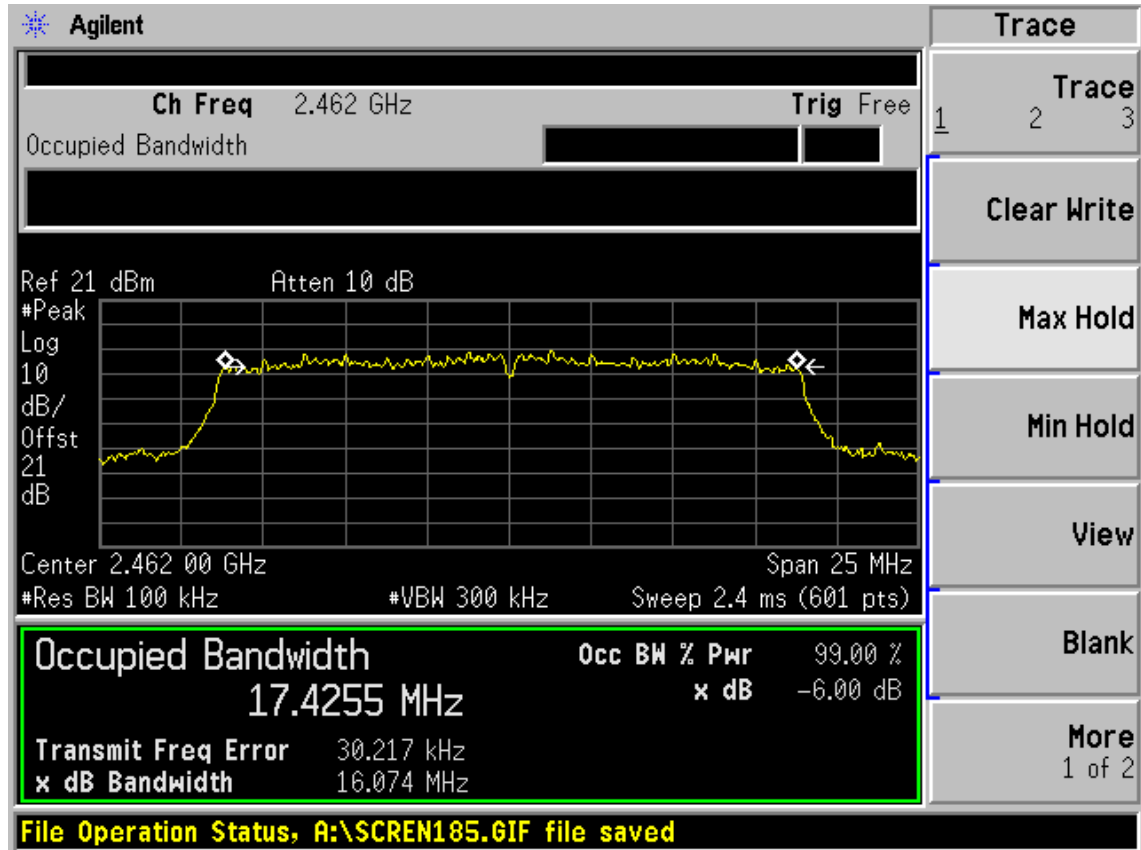 Agilent
Trace
Ch Freq 2.462 GHz Trig Free
Occupied Bandwidth
Trace
1 2 3
Clear Write
Max Hold
Min Hold
View
Blank
More
1 of 2
Ref 21 dBm Atten 10 dB
#Peak
Log
10
dB/
Offst
21
dB
Center 2.462 00 GHz Span 25 MHz
#Res BW 100 kHz #VBW 300 kHz Sweep 2.4 ms (601 pts)
Occupied Bandwidth Occ BW % Pwr 99.00 %
17.4255 MHz x dB -6.00 dB
Transmit Freq Error 30.217 kHz
x dB Bandwidth 16.074 MHz
File Operation Status, A:\SCREN185.GIF file saved